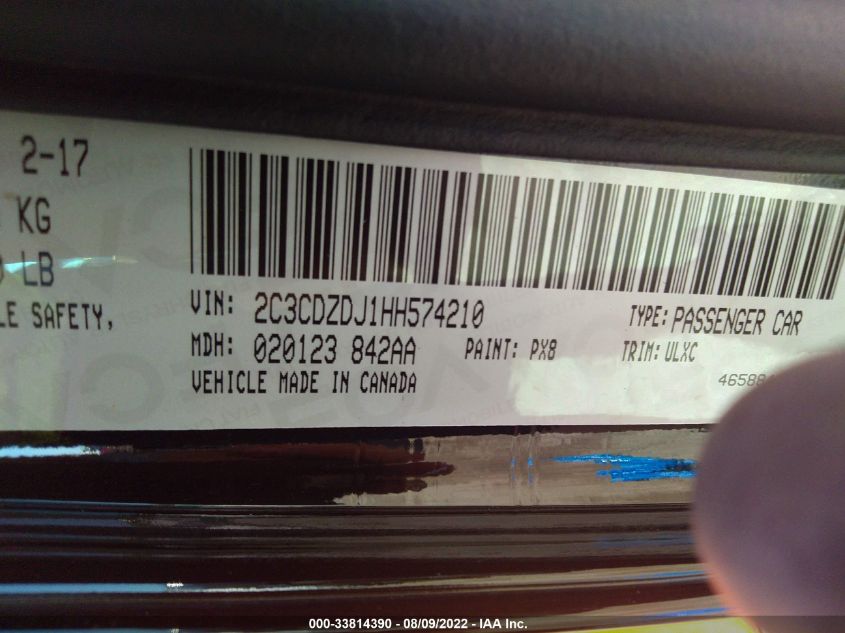 2-17
KG
LB
LE SAFETY,
VIN: 2C3CDZDJ1HH574210
TYPE: PASSENGER CAR
MDH: 020123 842AA
PAINT: PX8
TRIM: ULXC
VEHICLE MADE IN CANADA
000-33814390 - 08/09/2022 - IAA Inc.